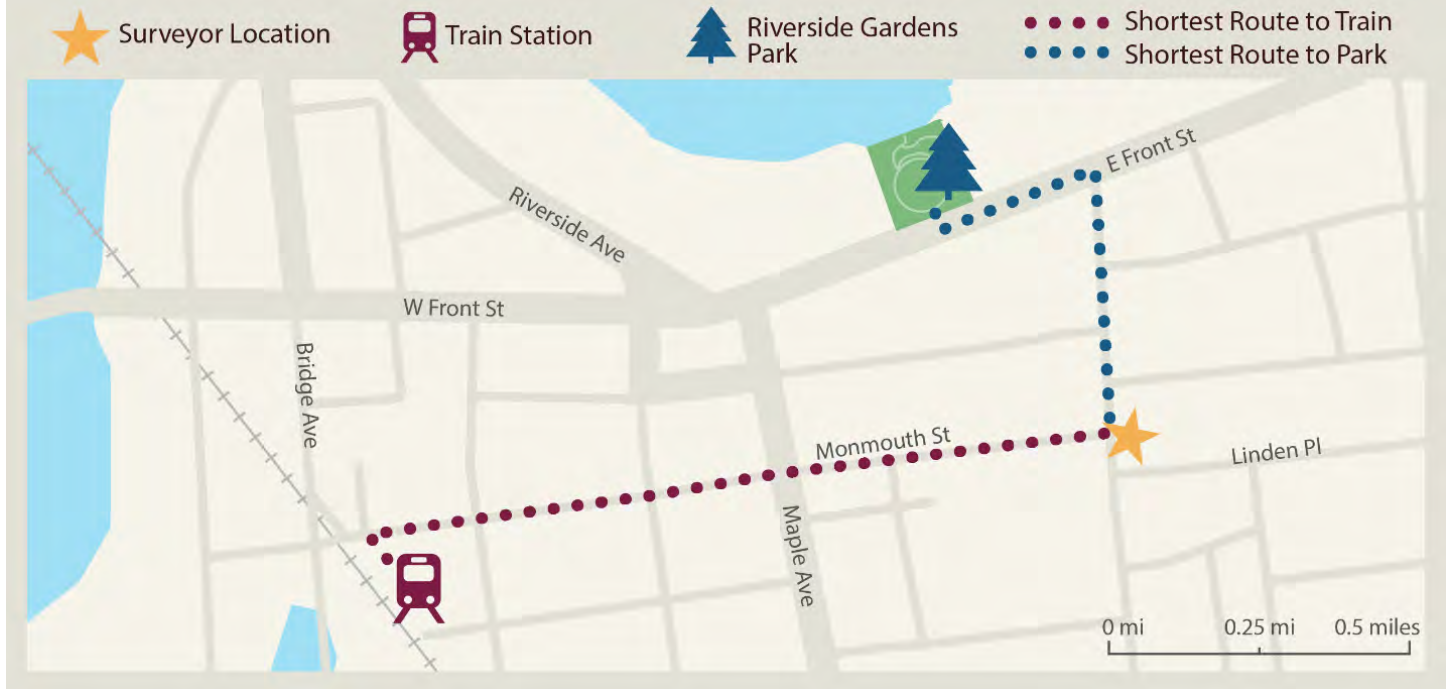 Surveyor Location
Train Station
Riverside Gardens
Park
Shortest Route to Train
Shortest Route to Park
E Front St
Riverside Ave
W Front St
Bridge Ave
Monmouth St
Linden Pl
Maple Ave
0 mi 0.25 mi 0.5 miles